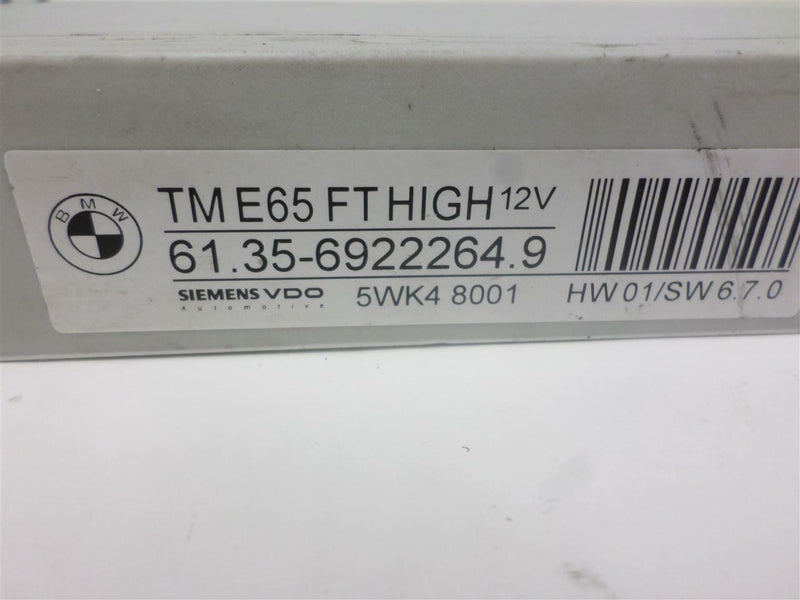 BMW
TM E65 FT HIGH 12V
61.35-6922264.9
SIEMENS VDO 5WK4 8001 HW 01/SW 6.7.0
Automotive